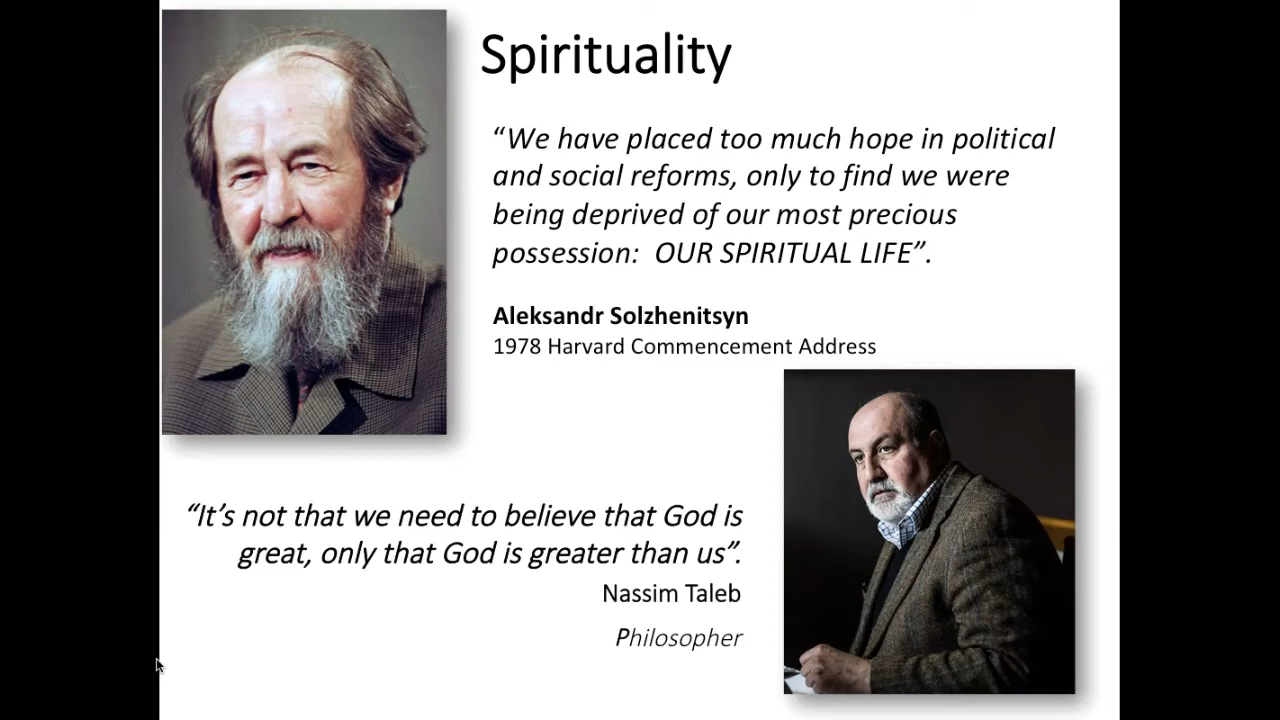 Spirituality
“We have placed too much hope in political
and social reforms, only to find we were
being deprived of our most precious
possession:  OUR SPIRITUAL LIFE”.
Aleksandr Solzhenitsyn
1978 Harvard Commencement Address
“It’s not that we need to believe that God is
great, only that God is greater than us”.
Nassim Taleb
Philosopher